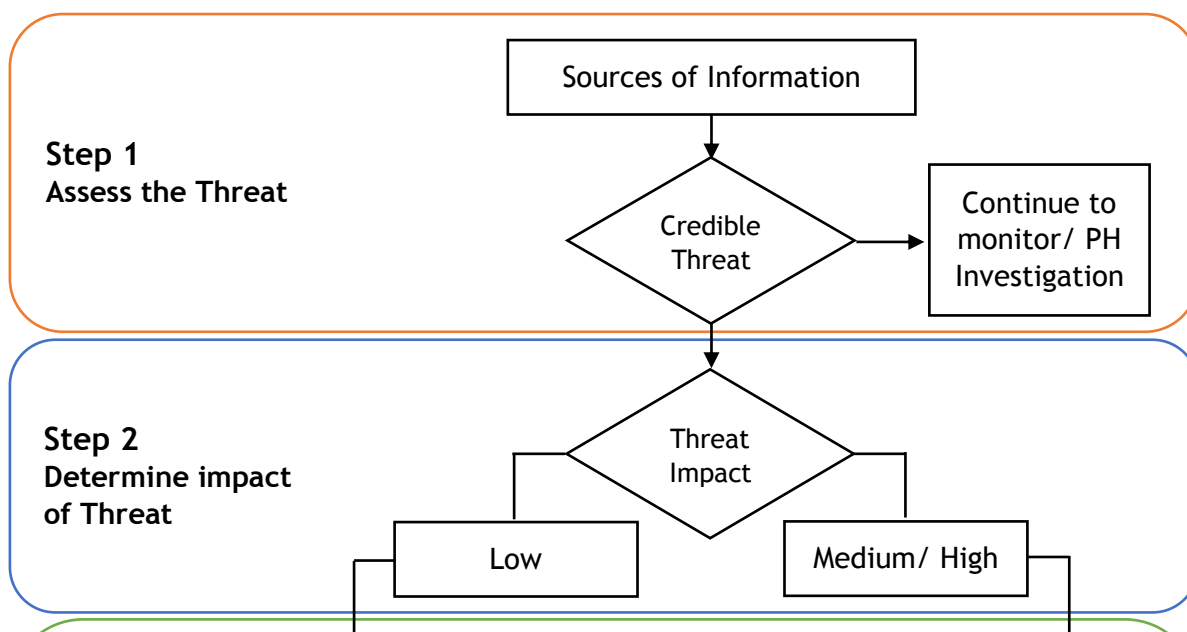 Sources of Information
Step 1
Assess the Threat
Credible
Threat
Continue to
monitor/ PH
Investigation
Step 2
Determine impact
of Threat
Threat
Impact
Low
Medium/ High